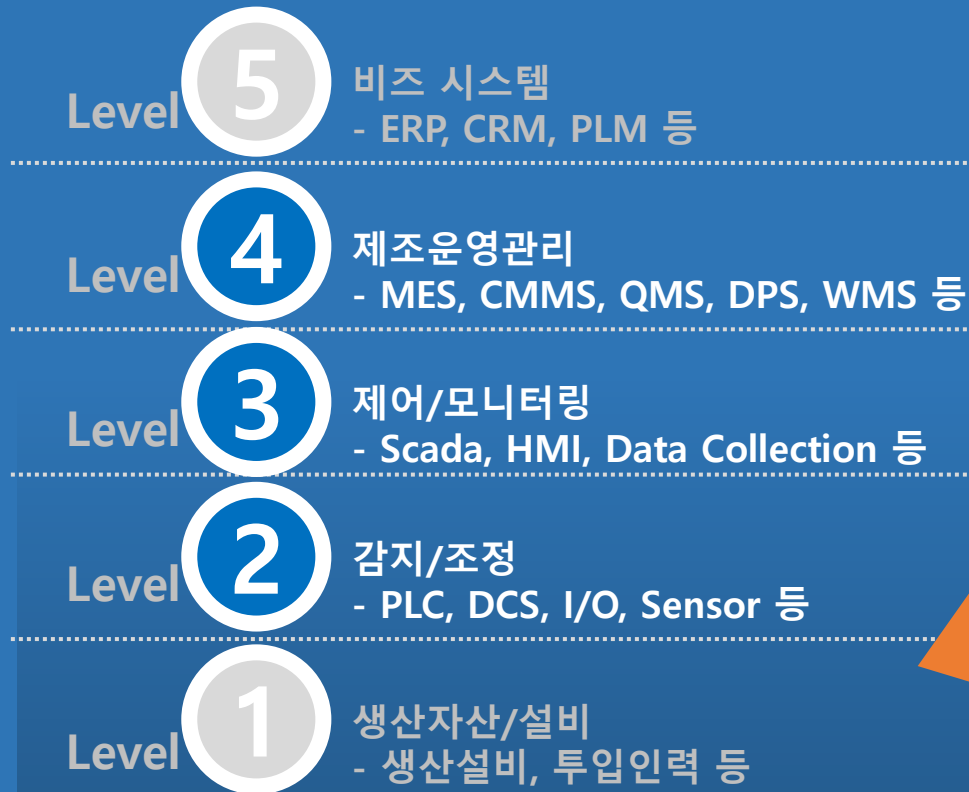 Level 5 비즈 시스템
- ERP, CRM, PLM 등
Level 4 제조운영관리
- MES, CMMS, QMS, DPS, WMS 등
Level 3 제어/모니터링
- Scada, HMI, Data Collection 등
Level 2 감지/조정
- PLC, DCS, I/O, Sensor 등
Level 1 생산자산/설비
- 생산설비, 투입인력 등